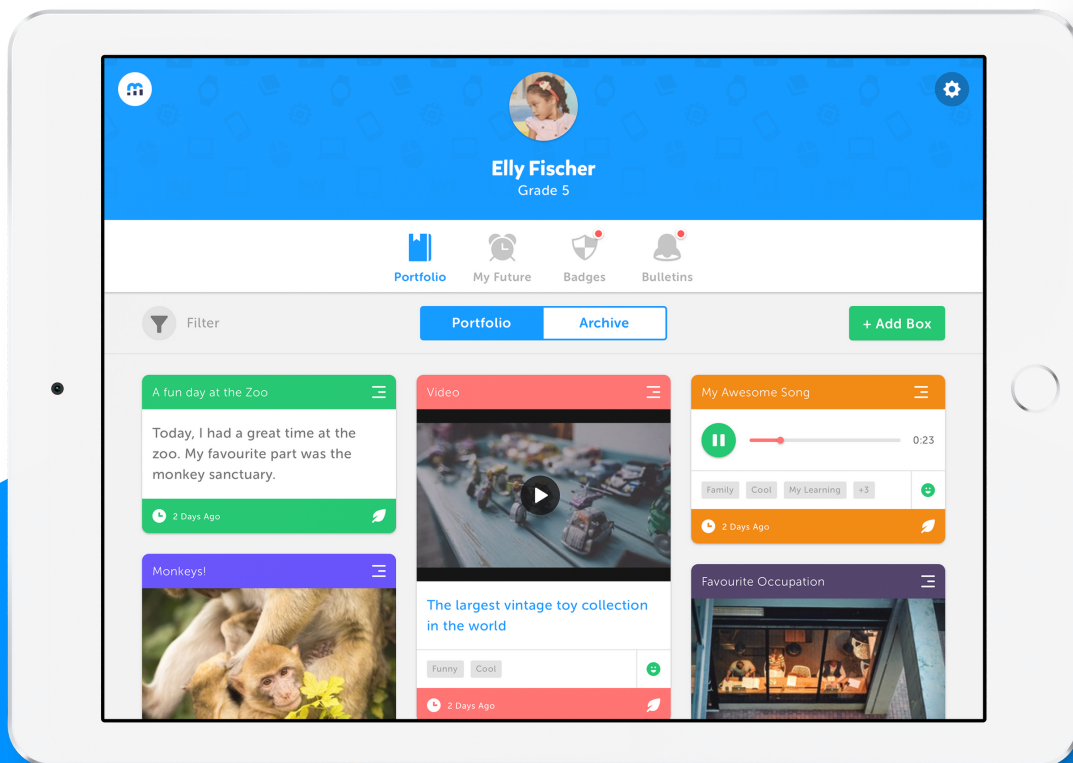 m
Elly Fischer
Grade 5
Portfolio
My Future
Badges
Bulletins
Filter
Portfolio
Archive
+ Add Box
A fun day at the Zoo
Today, I had a great time at the
zoo. My favourite part was the
monkey sanctuary.
2 Days Ago
Monkeys!
Video
The largest vintage toy collection
in the world
Funny
Cool
2 Days Ago
My Awesome Song
0:23
Family
Cool
My Learning
+3
2 Days Ago
Favourite Occupation